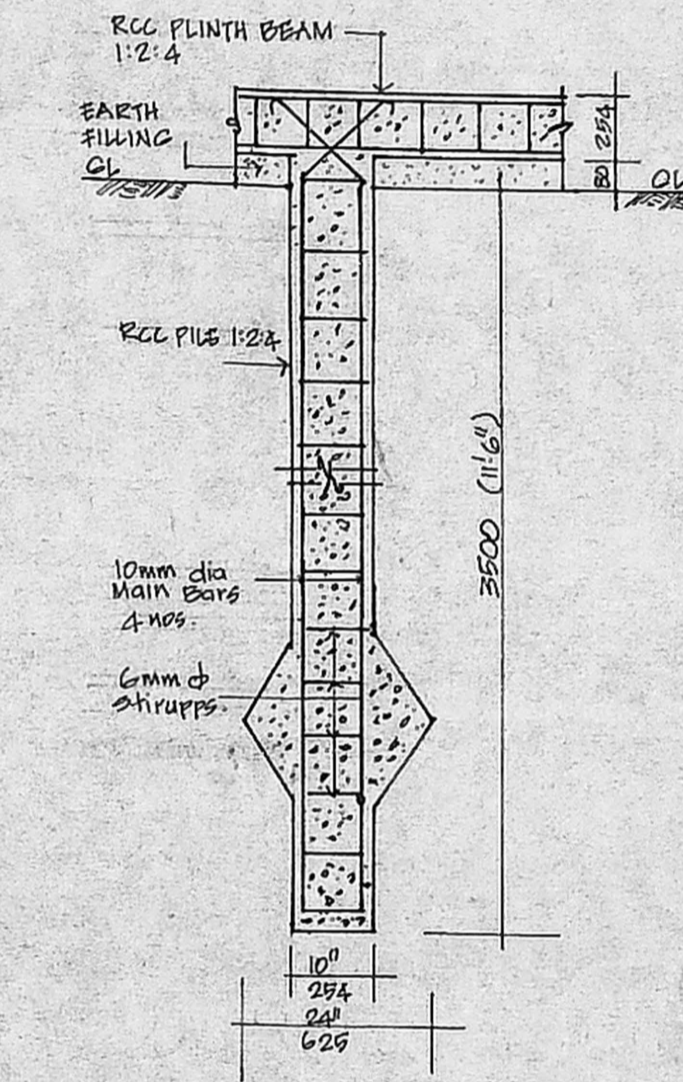 RCC PLINTH BEAM
1:2:4
EARTH
FILLING
GL
254
80
GL
RCC PILE 1:2:4
3500 (11'6")
10mm dia
Main Bars
4 nos.
6mm ф
Stirupps.
10"
254
24"
625